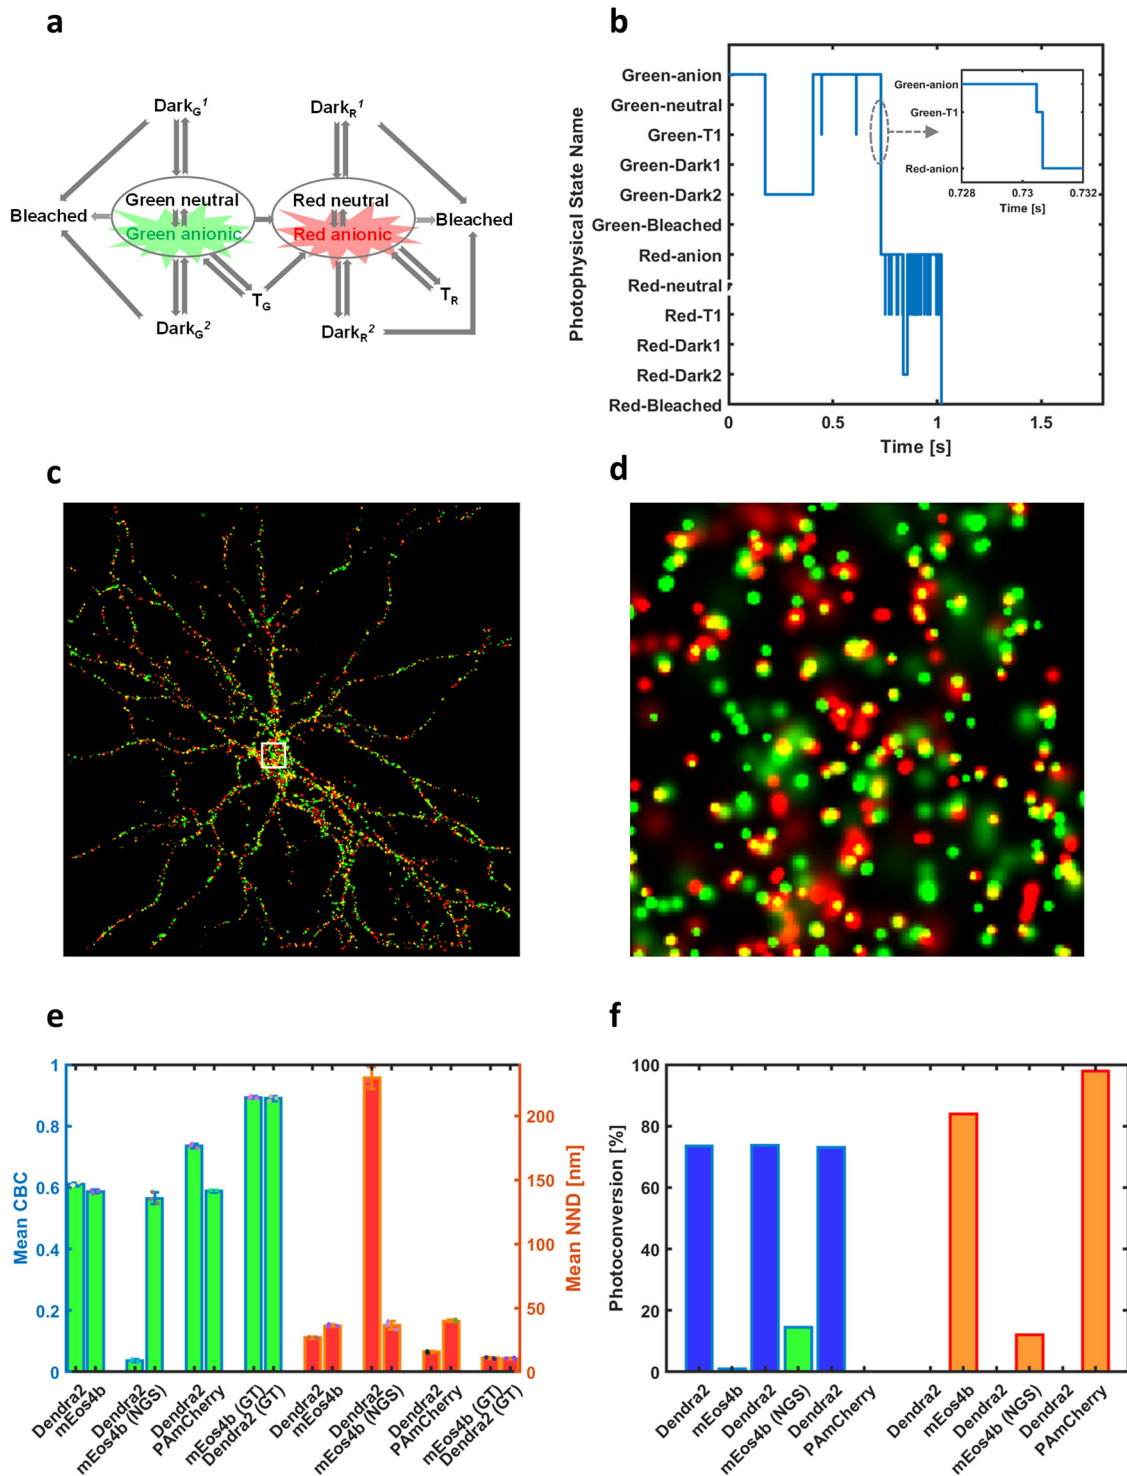 a
Dark_G^1
Dark_R^1
Green neutral
Red neutral
Bleached
Bleached
Green anionic
Red anionic
T_G
T_R
Dark_G^2
Dark_R^2
b
Photophysical State Name
Green-anion
Green-neutral
Green-T1
Green-Dark1
Green-Dark2
Green-Bleached
Red-anion
Red-neutral
Red-T1
Red-Dark1
Red-Dark2
Red-Bleached
0 0.5 1 1.5
Time [s]
Green-anion
Green-T1
Red-anion
0.728 0.73 0.732
Time [s]
c
d
e
Mean CBC
1
0.8
0.6
0.4
0.2
0
Mean NND [nm]
200
150
100
50
0
Dendra2
mEos4b
Dendra2
mEos4b (NGS)
Dendra2
PAmCherry
mEos4b (GT)
Dendra2 (GT)
Dendra2
mEos4b
Dendra2
mEos4b (NGS)
Dendra2
PAmCherry
mEos4b (GT)
Dendra2 (GT)
f
Photoconversion [%]
100
80
60
40
20
0
Dendra2
mEos4b
Dendra2
mEos4b (NGS)
Dendra2
PAmCherry
Dendra2
mEos4b
Dendra2
mEos4b (NGS)
Dendra2
PAmCherry